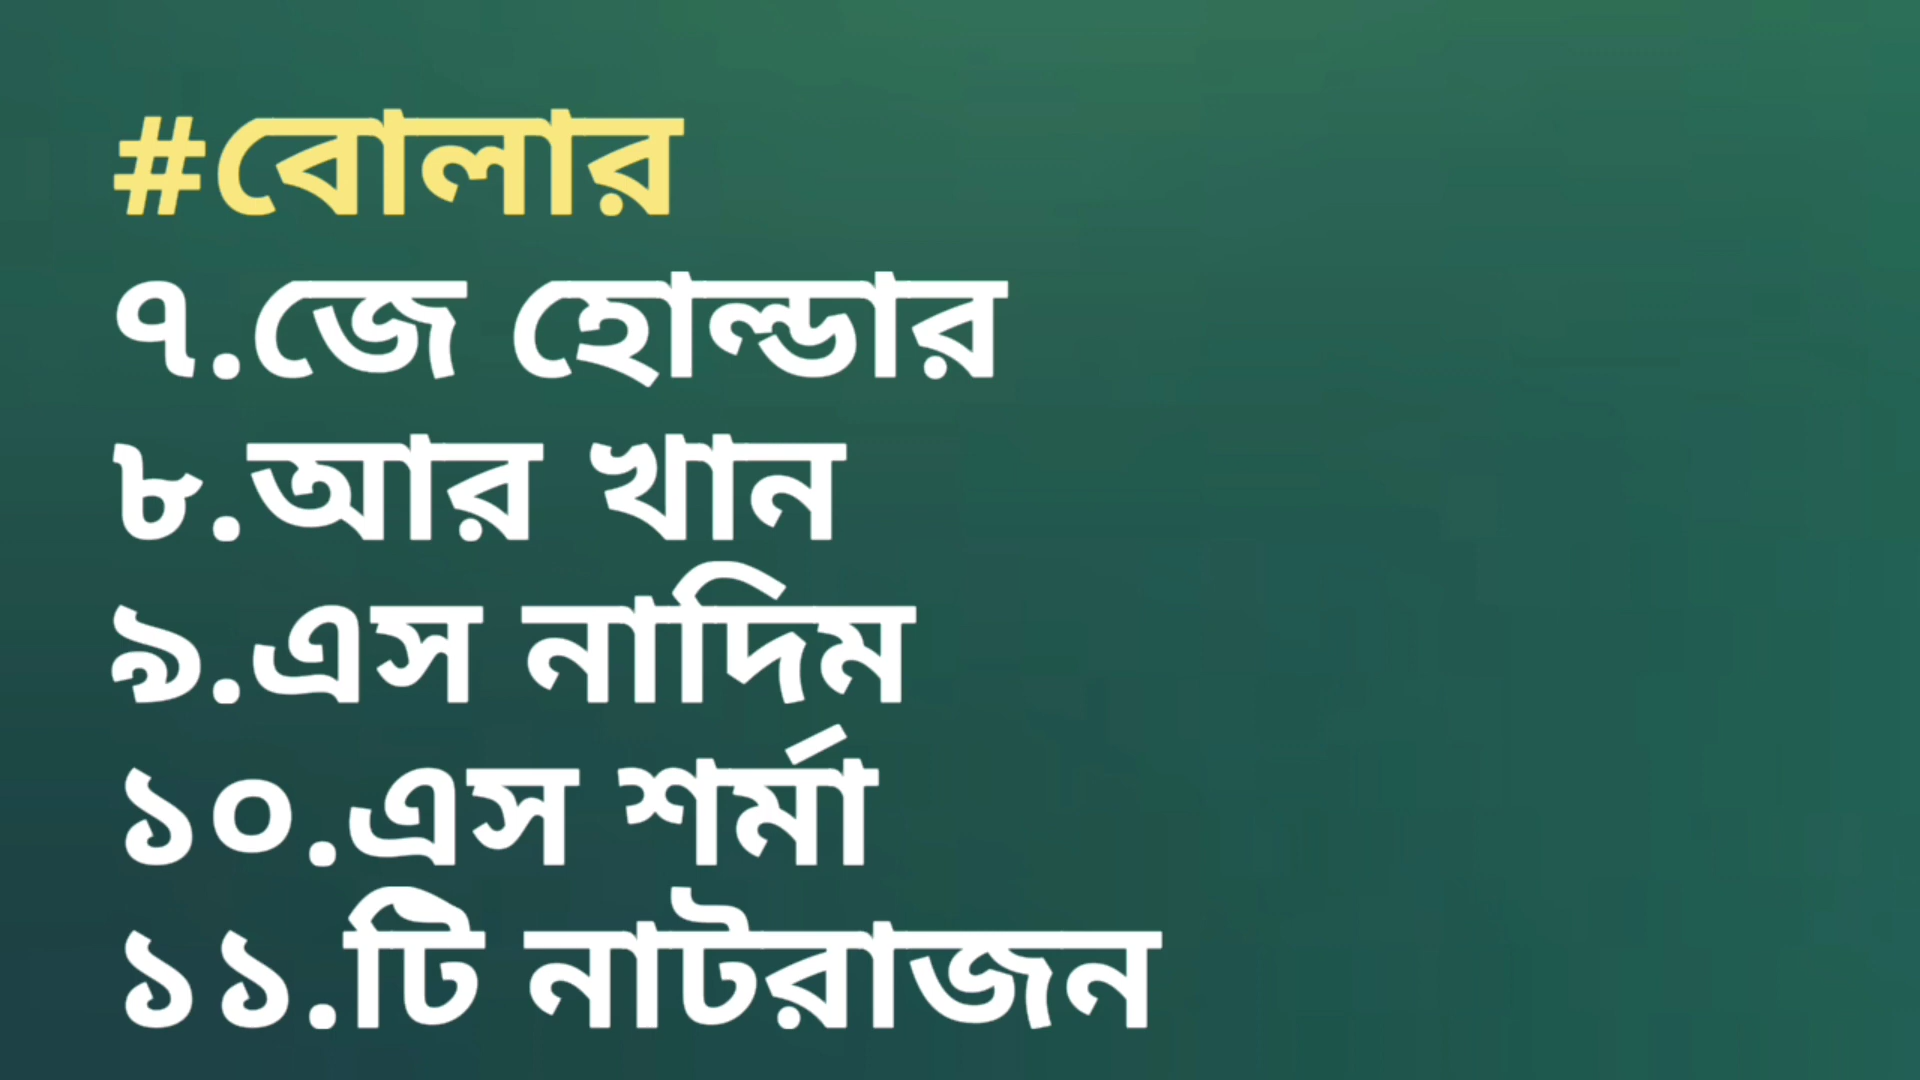 #বোলার
৭.জে হোল্ডার
৮.আর খান
৯.এস নাদিম
১০.এস শর্মা
১১.টি নাটরাজন